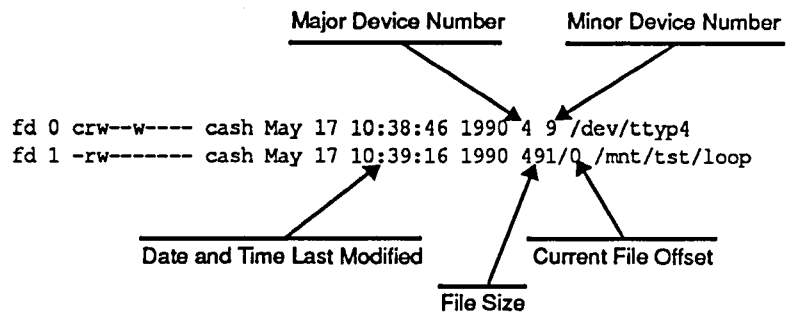 Major Device Number
Minor Device Number
fd 0 crw--w---- cash May 17 10:38:46 1990 4 9 /dev/ttyp4
fd 1 -rw------- cash May 17 10:39:16 1990 491/0 /mnt/tst/loop
Date and Time Last Modified
Current File Offset
File Size